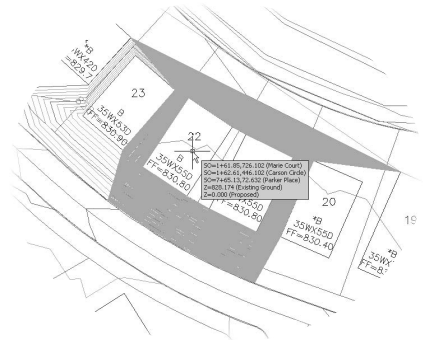 *B
WX42D
=829.7
23
B
35WX53D
FF=830.90
22
B
35WX55D
FF=830.80
SO=1+61.85,726.102 (Marie Court)
SO=1+62.61,446.102 (Carson Circle)
SO=7+65.13,72.632 (Parker Place)
Z=828.174 (Existing Ground)
Z=0.000 (Proposed)
55D
FF=830.80
20
*B
35WX55D
FF=830.40
19
*B
35WX
FF=83